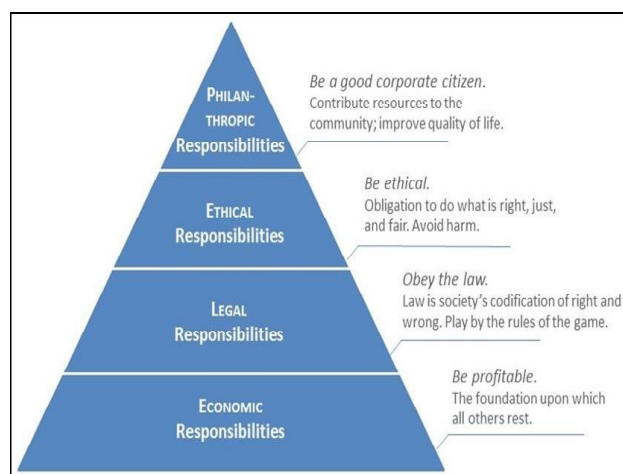 PHILAN-
THROPIC
Responsibilities
Be a good corporate citizen.
Contribute resources to the
community; improve quality of life.
ETHICAL
Responsibilities
Be ethical.
Obligation to do what is right, just,
and fair. Avoid harm.
LEGAL
Responsibilities
Obey the law.
Law is society's codification of right and
wrong. Play by the rules of the game.
ECONOMIC
Responsibilities
Be profitable.
The foundation upon which
all others rest.